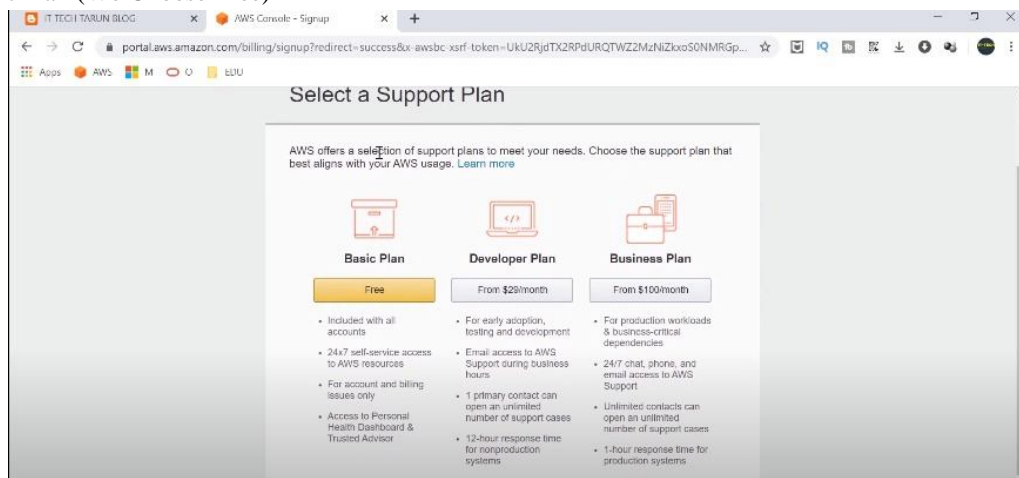 IT TECH TARUN BLOG
AWS Console - Signup
portal.aws.amazon.com/billing/signup?redirect=success&x-awsbc-xsrf-token=
Apps
AWS
M
O
EDU
Select a Support Plan
AWS offers a selection of support plans to meet your needs. Choose the support plan that
best aligns with your AWS usage. Learn more
Basic Plan
Free
• Included with all
accounts
• 24x7 self-service access
to AWS resources
• For account and billing
issues only
• Access to Personal
Health Dashboard &
Trusted Advisor
Developer Plan
From $29/month
• For early adoption,
testing and development
• Email access to AWS
Support during business
hours
• 1 primary contact can
open an unlimited
number of support cases
• 12-hour response time
for nonproduction
systems
Business Plan
From $100/month
• For production workloads
& business-critical
dependencies
• 24/7 chat, phone, and
email access to AWS
Support
• Unlimited contacts can
open an unlimited
number of support cases
• 1-hour response time for
production systems